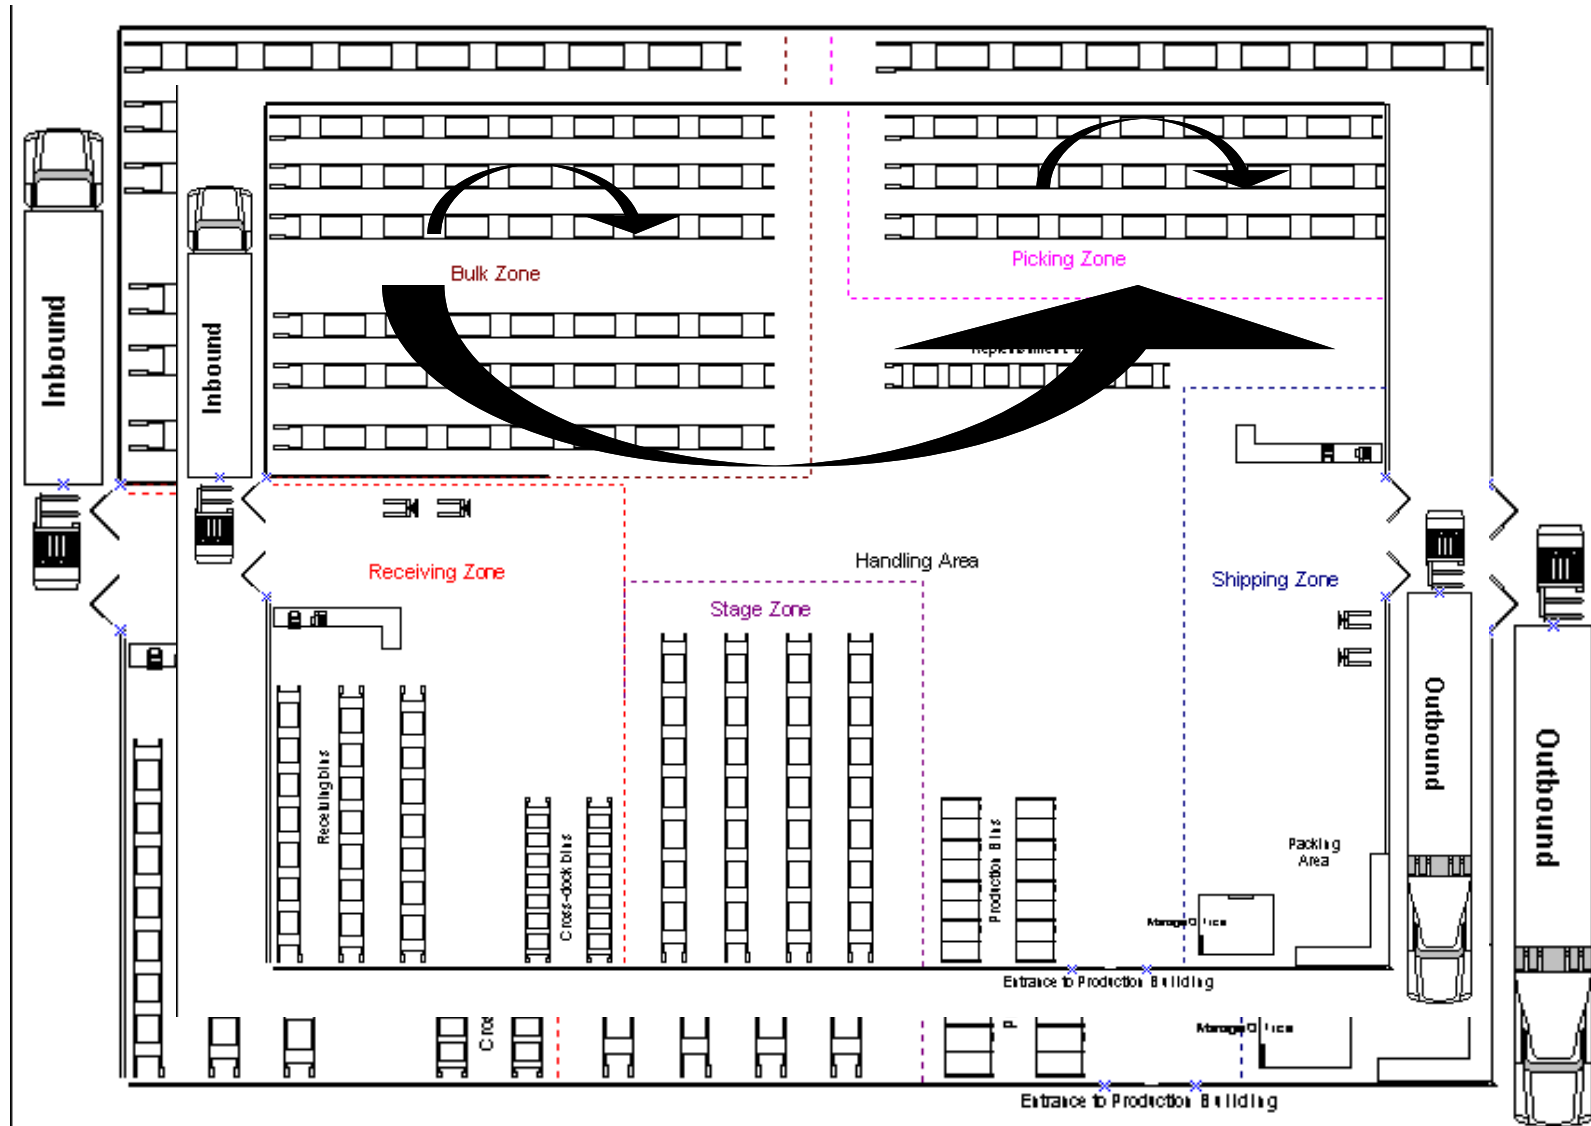 Bulk Zone
Picking Zone
Inbound
Inbound
Handling Area
Receiving Zone
Shipping Zone
Stage Zone
Outbound
Outbound
Receiving bins
Cross-dock bins
Production Bins
Packing
Area
Entrance to Production Building
Cros
Entrance to Production Building